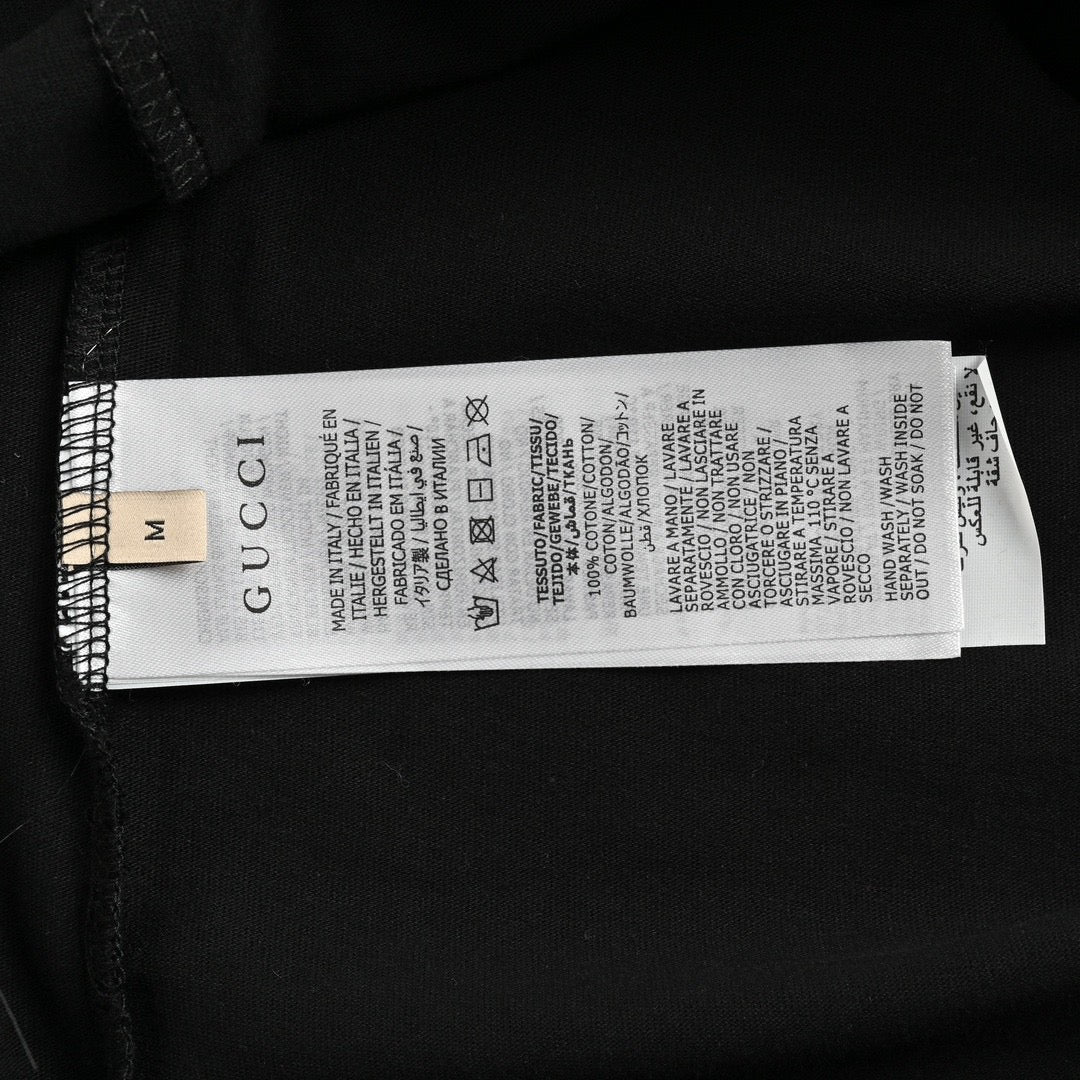 M
GUCCI
MADE IN ITALY / FABRIQUÉ EN
ITALIE / HECHO EN ITALIA /
HERGESTELLT IN ITALIEN /
FABRICADO EM ITÁLIA /
イタリア製 / صنع في ايطاليا /
СДЕЛАНО В ИТАЛИИ
TESSUTO/FABRIC/TISSU/
TEJIDO/GEWEBE/TECIDO/
本体/قماش/ТКАНЬ
100% COTONE/COTTON/
COTON/ALGODON/
BAUMWOLLE/ALGODÃO/コットン/
قطن/ХЛОПОК
LAVARE A MANO / LAVARE
SEPARATAMENTE / LAVARE A
ROVESCIO / NON LASCIARE IN
AMMOLLO / NON TRATTARE
CON CLORO / NON USARE
ASCIUGATRICE / NON
TORCERE O STRIZZARE /
ASCIUGARE IN PIANO /
STIRARE A TEMPERATURA
MASSIMA 110 °C SENZA
VAPORE / STIRARE A
ROVESCIO / NON LAVARE A
SECCO
HAND WASH / WASH
SEPARATELY / WASH INSIDE
OUT / DO NOT SOAK / DO NOT